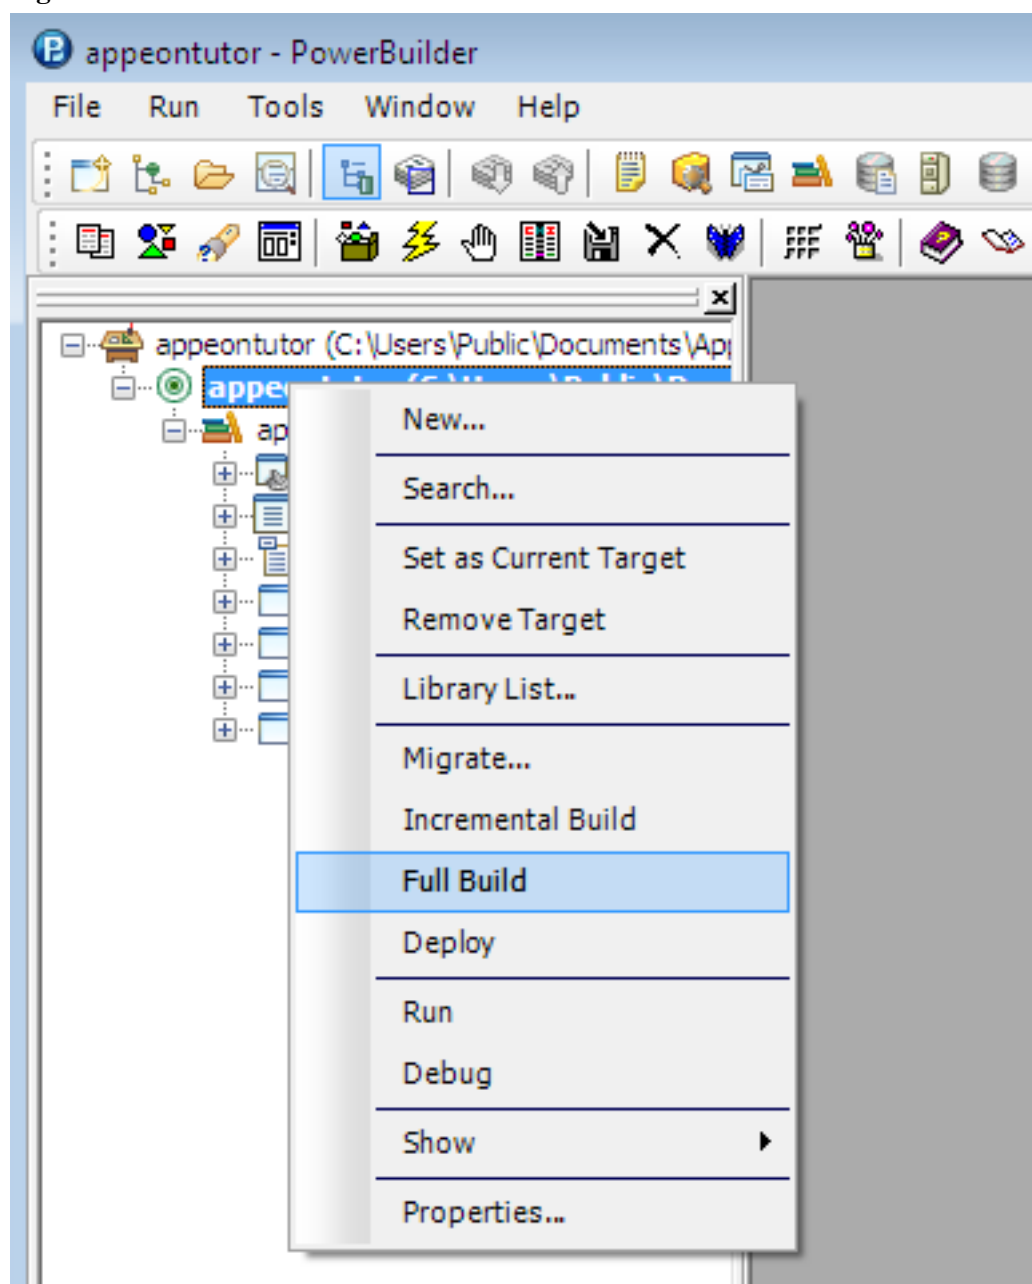 appeontutor - PowerBuilder
File Run Tools Window Help
appeontutor (C:\Users\Public\Documents\App
New...
Search...
Set as Current Target
Remove Target
Library List...
Migrate...
Incremental Build
Full Build
Deploy
Run
Debug
Show
Properties...